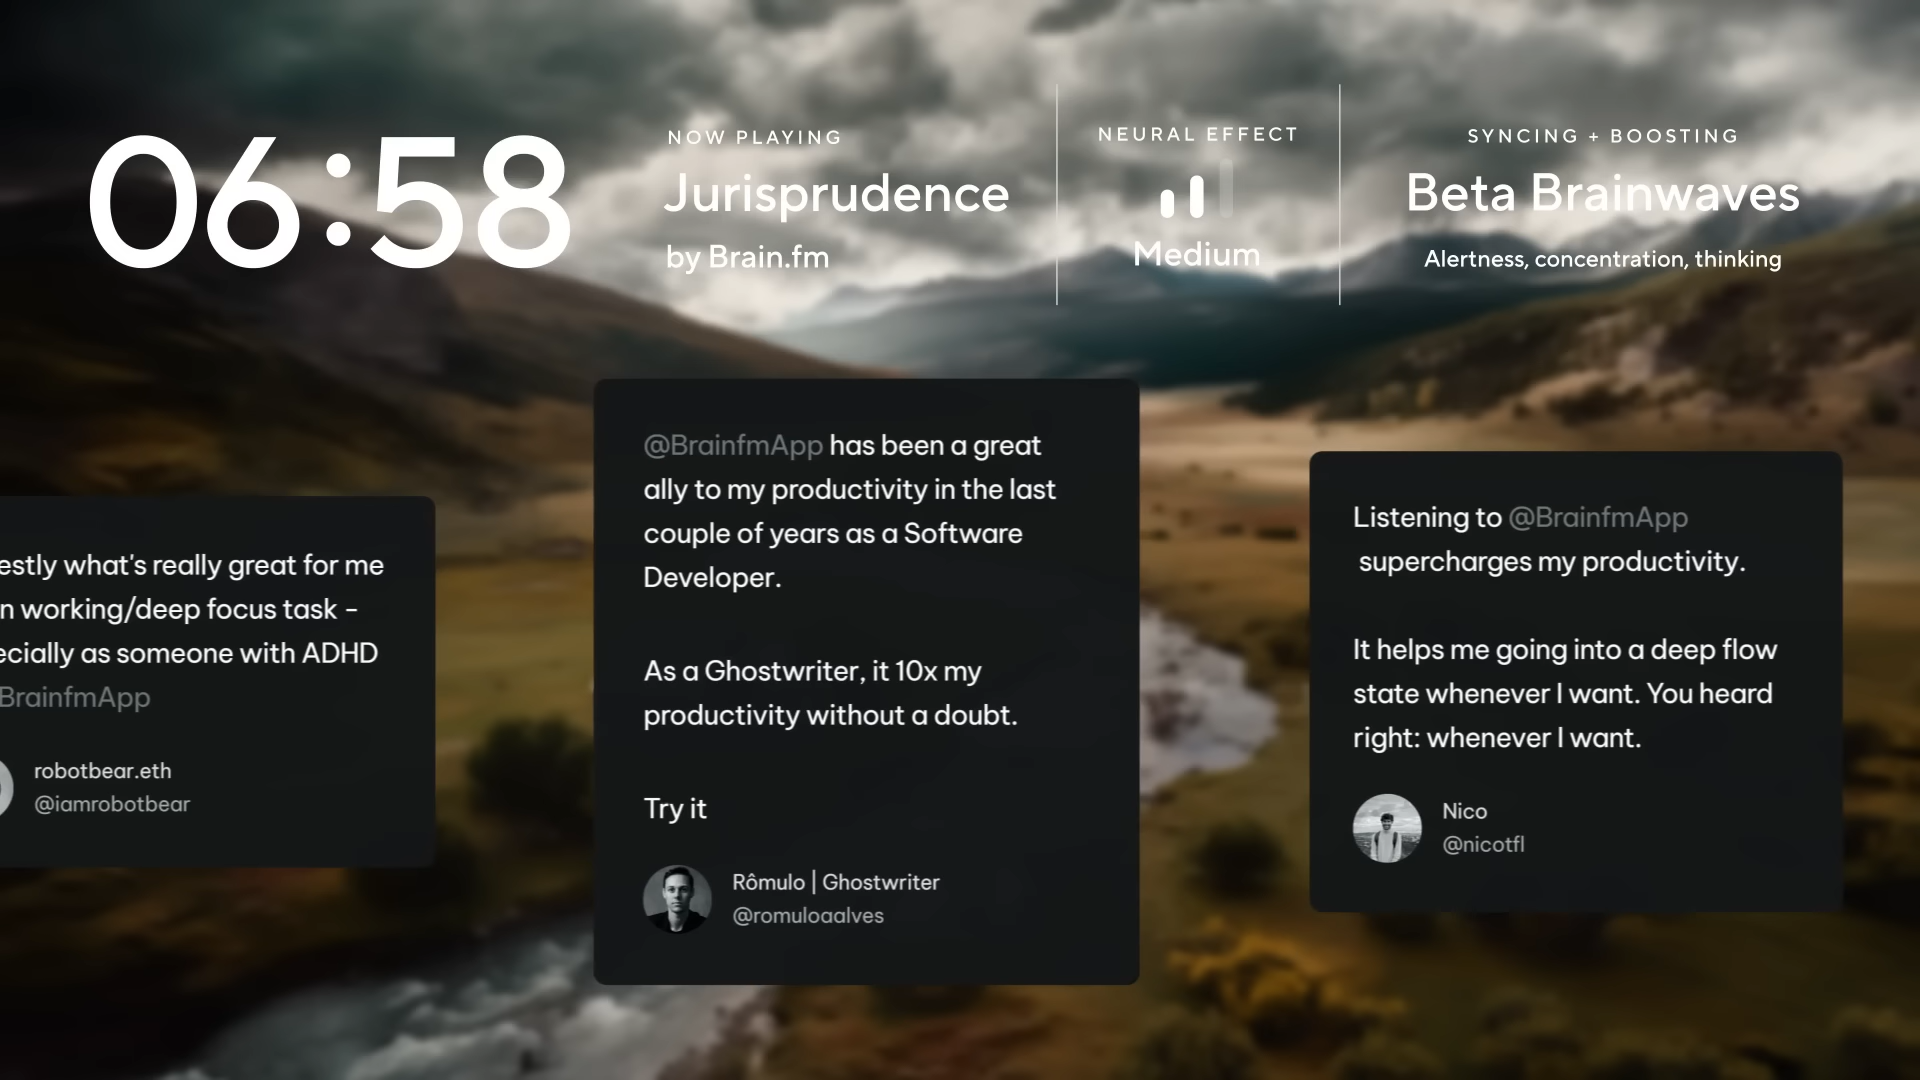 06:58
NOW PLAYING
Jurisprudence
by Brain.fm
NEURAL EFFECT
Medium
SYNCING + BOOSTING
Beta Brainwaves
Alertness, concentration, thinking
estly what's really great for me
n working/deep focus task -
ecially as someone with ADHD
BrainfmApp
robotbear.eth
@iamrobotbear
@BrainfmApp has been a great
ally to my productivity in the last
couple of years as a Software
Developer.
As a Ghostwriter, it 10x my
productivity without a doubt.
Try it
Rômulo | Ghostwriter
@romuloaalves
Listening to @BrainfmApp
supercharges my productivity.
It helps me going into a deep flow
state whenever I want. You heard
right: whenever I want.
Nico
@nicotfl